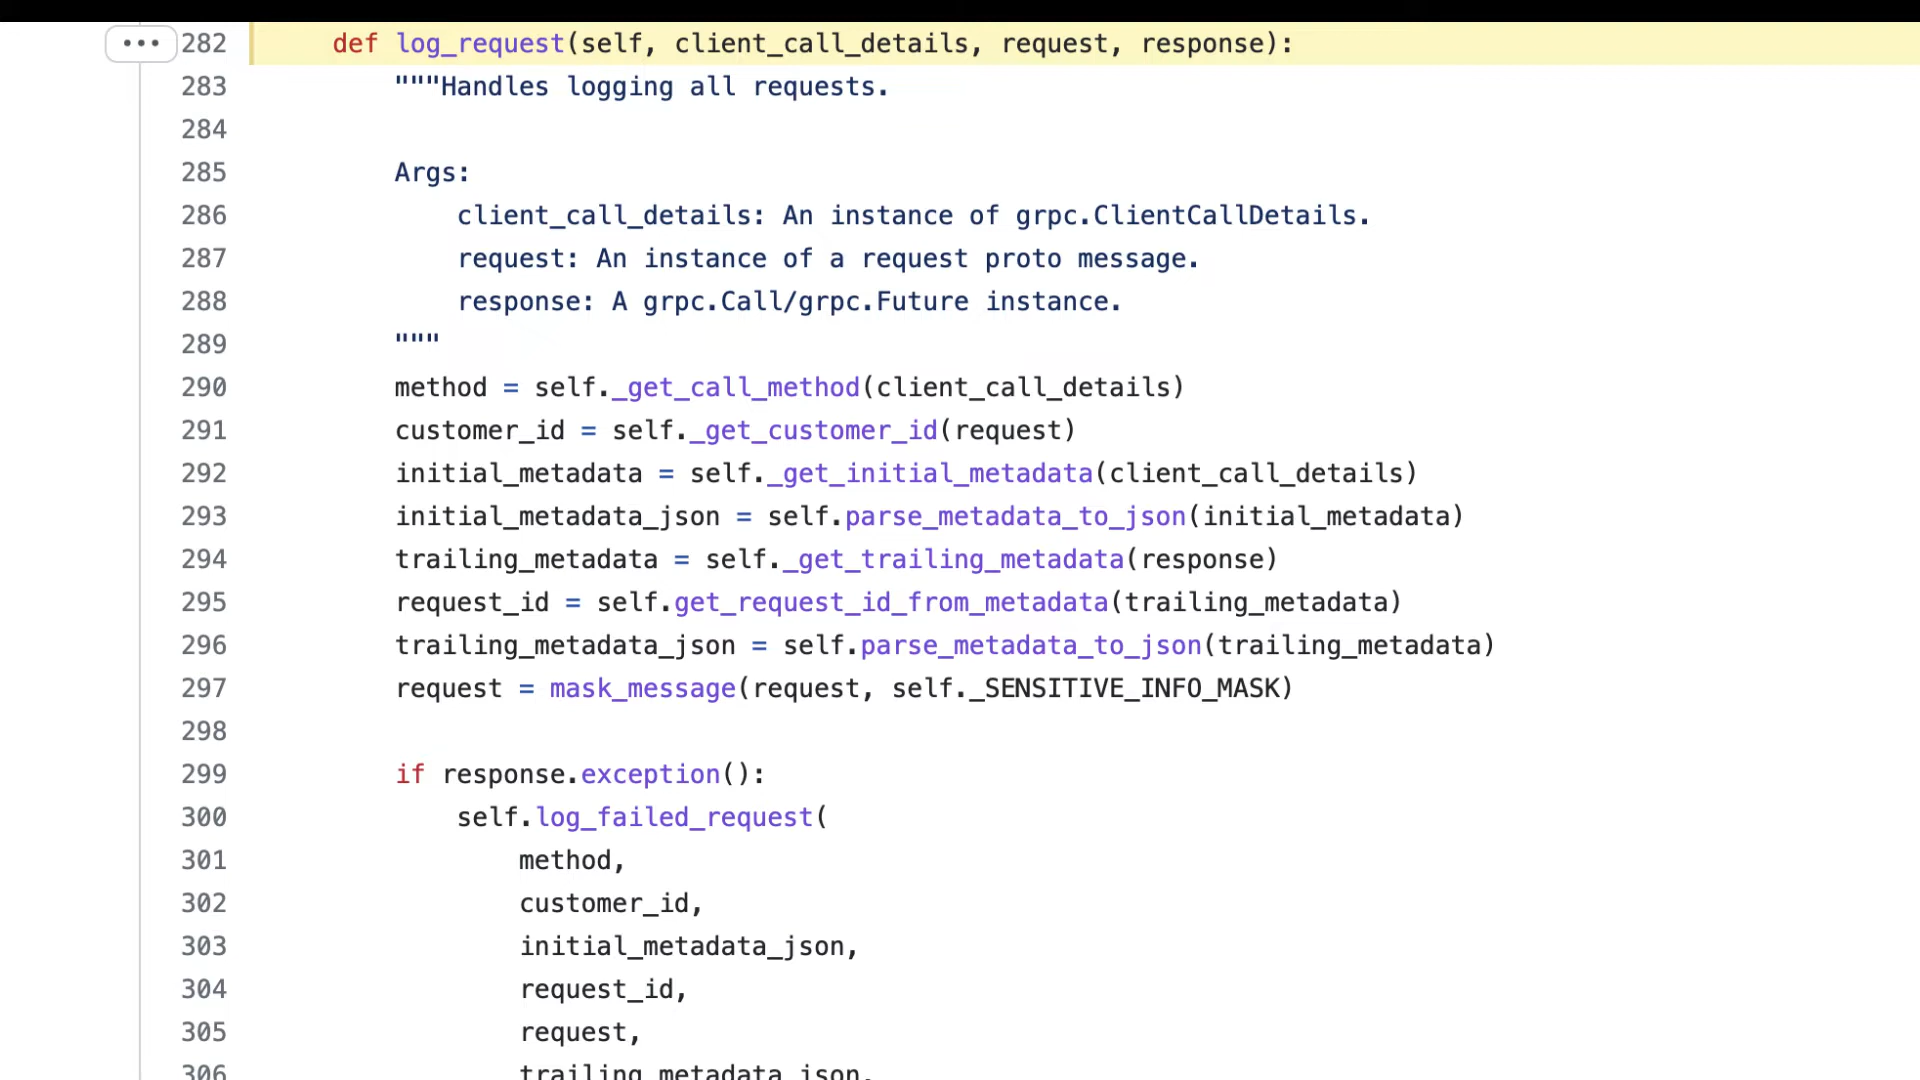 ••• 282 def log_request(self, client_call_details, request, response):
283 """Handles logging all requests.
284
285 Args:
286 client_call_details: An instance of grpc.ClientCallDetails.
287 request: An instance of a request proto message.
288 response: A grpc.Call/grpc.Future instance.
289 """
290 method = self._get_call_method(client_call_details)
291 customer_id = self._get_customer_id(request)
292 initial_metadata = self._get_initial_metadata(client_call_details)
293 initial_metadata_json = self.parse_metadata_to_json(initial_metadata)
294 trailing_metadata = self._get_trailing_metadata(response)
295 request_id = self.get_request_id_from_metadata(trailing_metadata)
296 trailing_metadata_json = self.parse_metadata_to_json(trailing_metadata)
297 request = mask_message(request, self._SENSITIVE_INFO_MASK)
298
299 if response.exception():
300 self.log_failed_request(
301 method,
302 customer_id,
303 initial_metadata_json,
304 request_id,
305 request,
306 trailing_metadata_json,